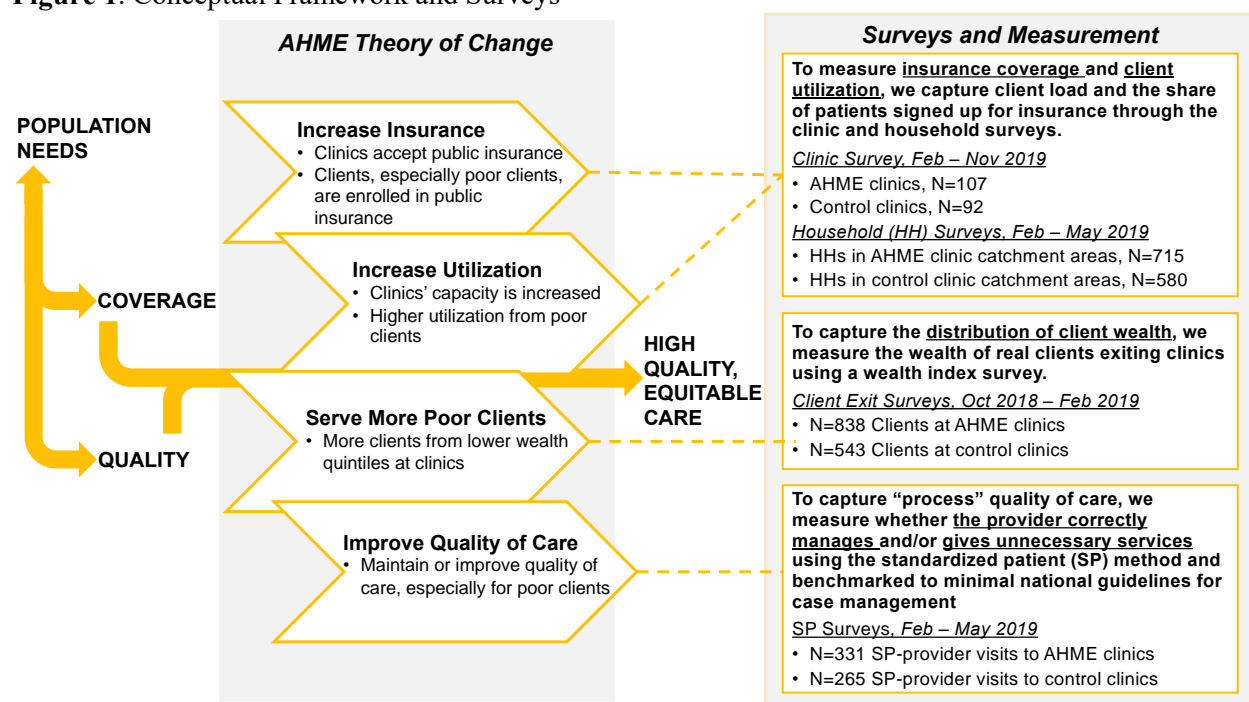 Figure 1. Conceptual Framework and Surveys
AHME Theory of Change
POPULATION
NEEDS
COVERAGE
QUALITY
Increase Insurance
• Clinics accept public insurance
• Clients, especially poor clients,
are enrolled in public
insurance
Increase Utilization
• Clinics’ capacity is increased
• Higher utilization from poor
clients
Serve More Poor Clients
• More clients from lower wealth
quintiles at clinics
Improve Quality of Care
• Maintain or improve quality of
care, especially for poor clients
HIGH
QUALITY,
EQUITABLE
CARE
Surveys and Measurement
To measure insurance coverage and client
utilization, we capture client load and the share
of patients signed up for insurance through the
clinic and household surveys.
Clinic Survey, Feb – Nov 2019
• AHME clinics, N=107
• Control clinics, N=92
Household (HH) Surveys, Feb – May 2019
• HHs in AHME clinic catchment areas, N=715
• HHs in control clinic catchment areas, N=580
To capture the distribution of client wealth, we
measure the wealth of real clients exiting clinics
using a wealth index survey.
Client Exit Surveys, Oct 2018 – Feb 2019
• N=838 Clients at AHME clinics
• N=543 Clients at control clinics
To capture “process” quality of care, we
measure whether the provider correctly
manages and/or gives unnecessary services
using the standardized patient (SP) method and
benchmarked to minimal national guidelines for
case management
SP Surveys, Feb – May 2019
• N=331 SP-provider visits to AHME clinics
• N=265 SP-provider visits to control clinics